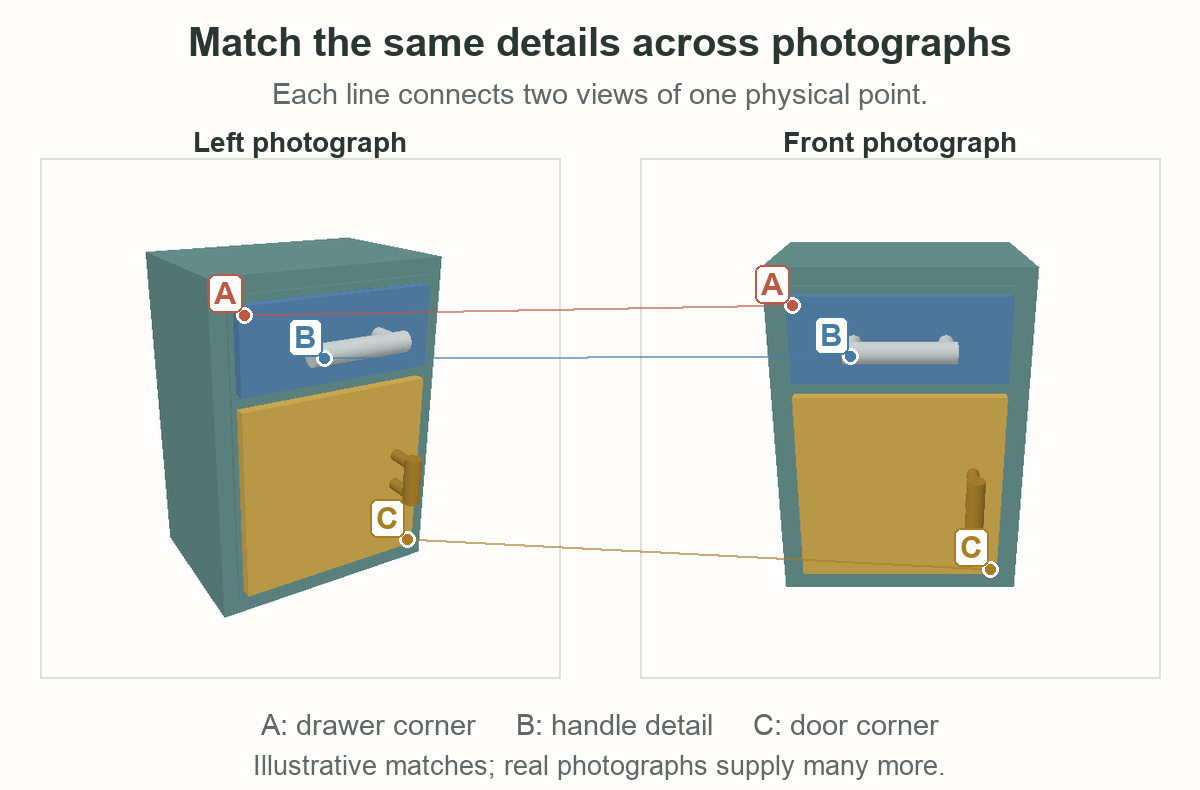 Match the same details across photographs
Each line connects two views of one physical point.
Left photograph
Front photograph
A
B
C
A
B
C
A: drawer corner B: handle detail C: door corner
Illustrative matches; real photographs supply many more.